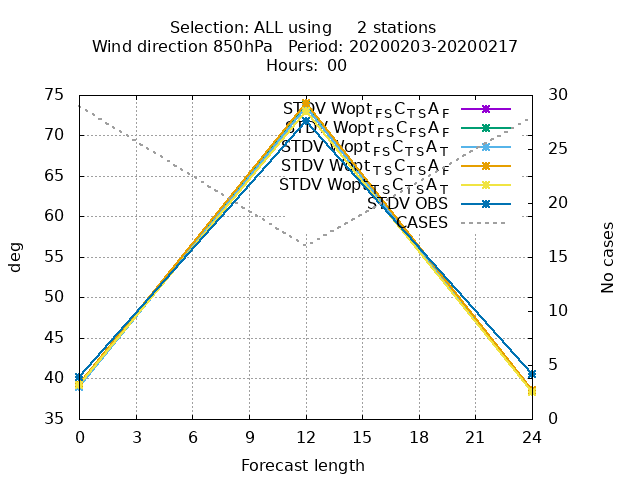 Selection: ALL using     2 stations
Wind direction 850hPa   Period: 20200203-20200217
Hours: 00
75
70
65
60
55
50
45
40
35
30
25
20
15
10
5
0
deg
No cases
STDV Wopt_FS C_TS A_F
STDV Wopt_FS C_FS A_F
STDV Wopt_FS C_TS A_T
STDV Wopt_TS C_TS A_F
STDV Wopt_TS C_TS A_T
STDV OBS
CASES
0 3 6 9 12 15 18 21 24
Forecast length